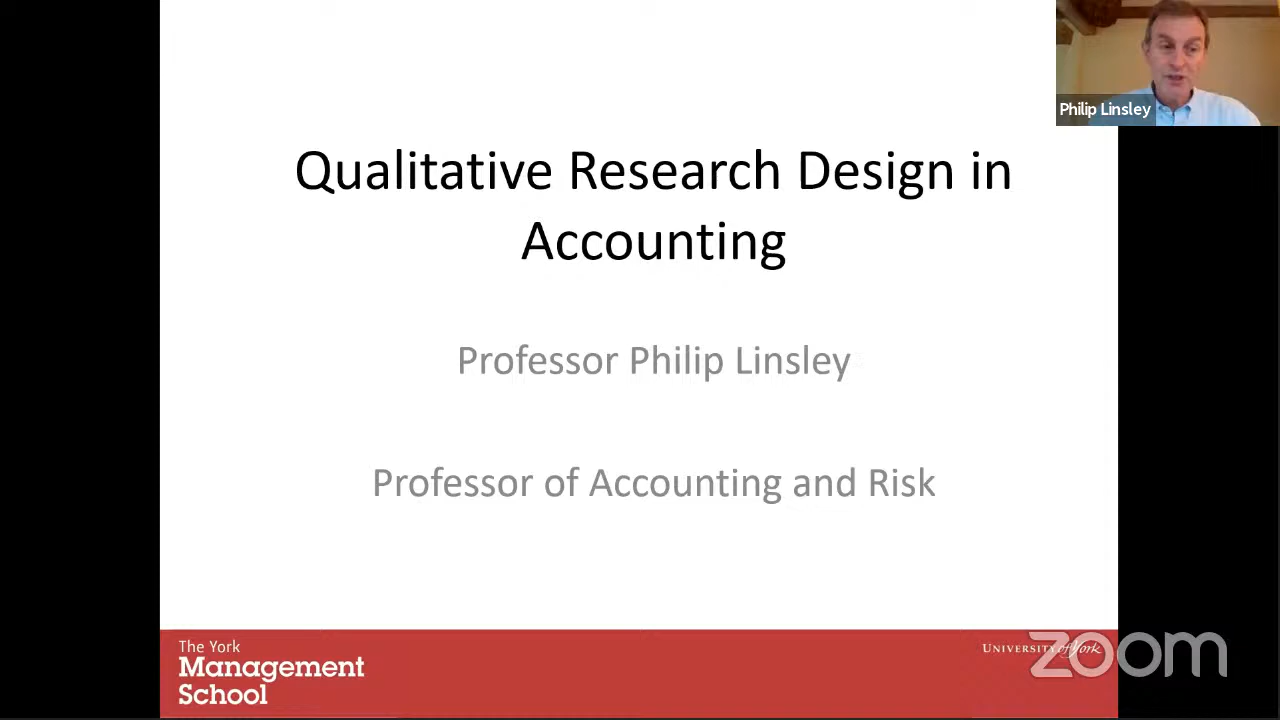 Philip Linsley
Qualitative Research Design in
Accounting
Professor Philip Linsley
Professor of Accounting and Risk
The York
Management
School
UNIVERSITY of York
zoom